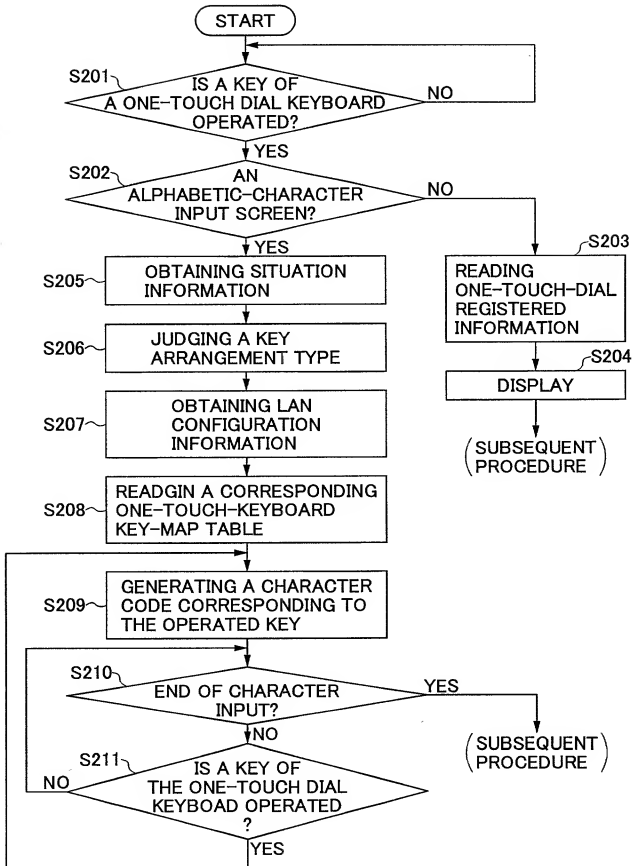 START
S201
IS A KEY OF
A ONE-TOUCH DIAL KEYBOARD
OPERATED?
NO
YES
S202
AN
ALPHABETIC-CHARACTER
INPUT SCREEN?
NO
YES
S203
READING
ONE-TOUCH-DIAL
REGISTERED
INFORMATION
S204
DISPLAY
(SUBSEQUENT
PROCEDURE)
S205
OBTAINING SITUATION
INFORMATION
S206
JUDGING A KEY
ARRANGEMENT TYPE
S207
OBTAINING LAN
CONFIGURATION
INFORMATION
S208
READGIN A CORRESPONDING
ONE-TOUCH-KEYBOARD
KEY-MAP TABLE
S209
GENERATING A CHARACTER
CODE CORRESPONDING TO
THE OPERATED KEY
S210
END OF CHARACTER
INPUT?
YES
NO
(SUBSEQUENT
PROCEDURE)
S211
IS A KEY OF
THE ONE-TOUCH DIAL
KEYBOAD OPERATED
?
NO
YES